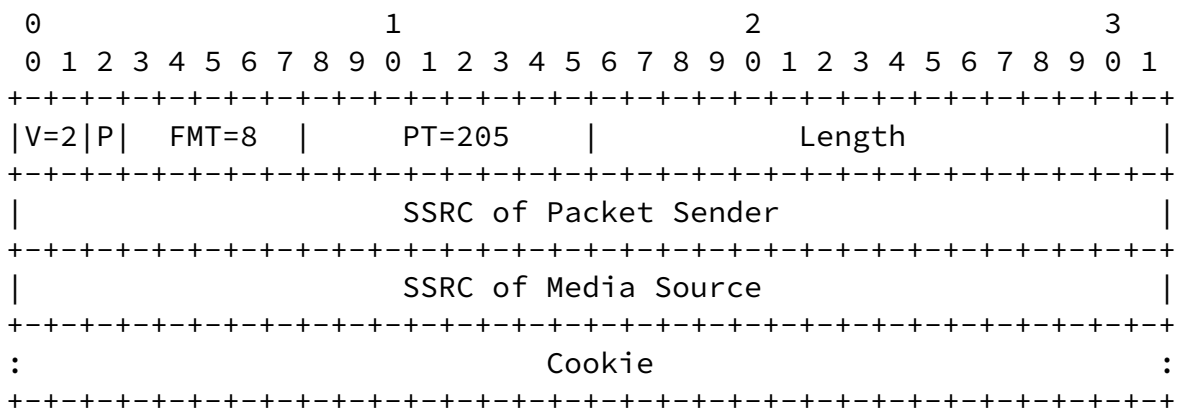 0                   1                   2                   3
 0 1 2 3 4 5 6 7 8 9 0 1 2 3 4 5 6 7 8 9 0 1 2 3 4 5 6 7 8 9 0 1
+-+-+-+-+-+-+-+-+-+-+-+-+-+-+-+-+-+-+-+-+-+-+-+-+-+-+-+-+-+-+-+-+
|V=2|P|  FMT=8  |     PT=205    |           Length              |
+-+-+-+-+-+-+-+-+-+-+-+-+-+-+-+-+-+-+-+-+-+-+-+-+-+-+-+-+-+-+-+-+
|                     SSRC of Packet Sender                     |
+-+-+-+-+-+-+-+-+-+-+-+-+-+-+-+-+-+-+-+-+-+-+-+-+-+-+-+-+-+-+-+-+
|                     SSRC of Media Source                      |
+-+-+-+-+-+-+-+-+-+-+-+-+-+-+-+-+-+-+-+-+-+-+-+-+-+-+-+-+-+-+-+-+
:                             Cookie                            :
+-+-+-+-+-+-+-+-+-+-+-+-+-+-+-+-+-+-+-+-+-+-+-+-+-+-+-+-+-+-+-+-+